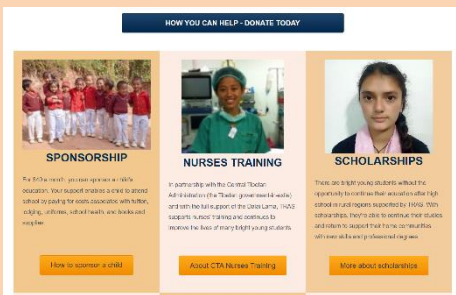 HOW YOU CAN HELP - DONATE TODAY
SPONSORSHIP
For $40 a month, you can sponsor a child's
education. Your support enables a child to attend
school by paying for costs associated with tuition,
lodging, uniforms, school health, and books and
supplies
How to sponsor a child
NURSES TRAINING
In partnership with the Central Tibetan
Administration (the Tibetan government-in-exile)
and with the full support of the Dalai Lama, TRAS
supports nurses' training and continues to
improve the lives of many bright young students
About CTA Nurses Training
SCHOLARSHIPS
There are bright young students without the
opportunity to continue their education after high
school in rural regions supported by TRAS. With
scholarships, they're able to continue their studies
and return to support their home communities
with new skills and professional degrees
More about scholarships